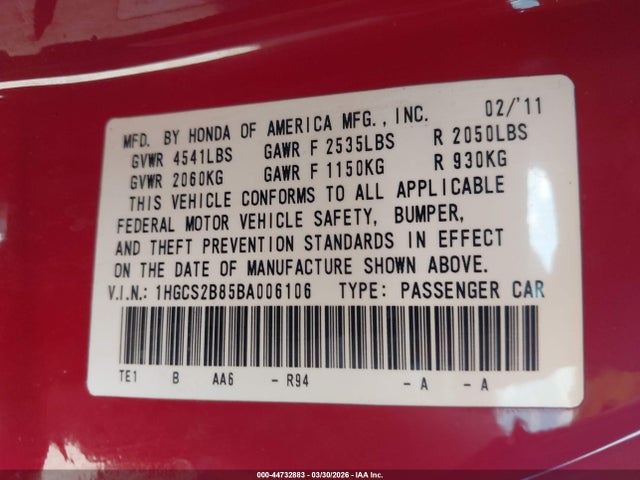 MFD. BY HONDA OF AMERICA MFG., INC. 02/'11
GVWR 4541LBS GAWR F 2535LBS R 2050LBS
GVWR 2060KG GAWR F 1150KG R 930KG
THIS VEHICLE CONFORMS TO ALL APPLICABLE
FEDERAL MOTOR VEHICLE SAFETY, BUMPER,
AND THEFT PREVENTION STANDARDS IN EFFECT
ON THE DATE OF MANUFACTURE SHOWN ABOVE.
V.I.N.: 1HGCS2B85BA006106 TYPE: PASSENGER CAR
TE1 B AA6 - R94 - A - A
000-44732883 - 03/30/2026 - IAA Inc.